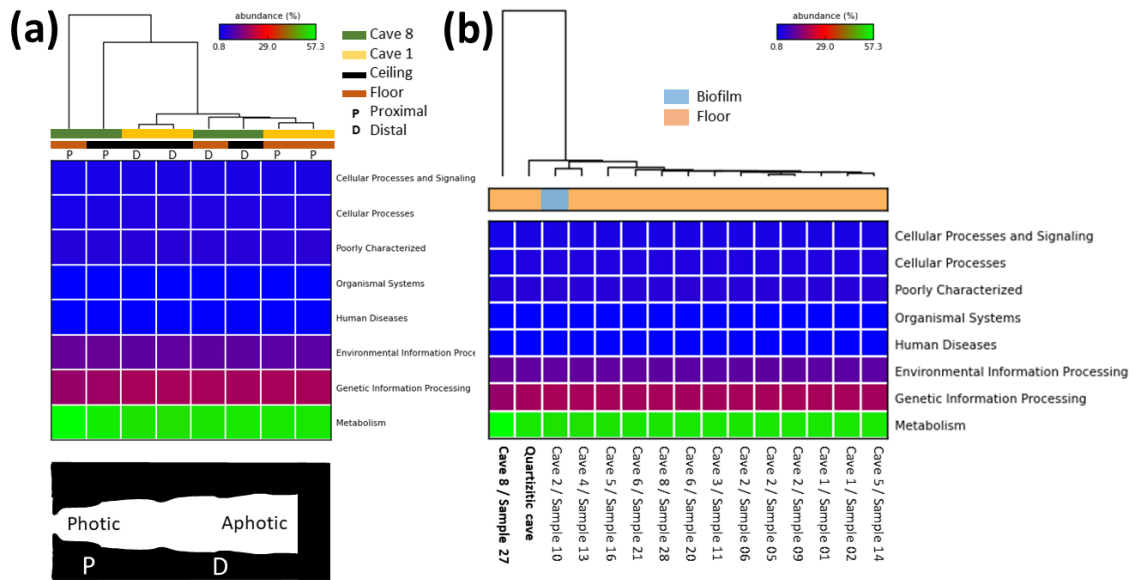 (a)
abundance (%)
0.8 29.0 57.3
Cave 8
Cave 1
Ceiling
Floor
P Proximal
D Distal
P P D D D D P P
Cellular Processes and Signaling
Cellular Processes
Poorly Characterized
Organismal Systems
Human Diseases
Environmental Information Proce
Genetic Information Processing
Metabolism
Photic Aphotic
P D
(b)
abundance (%)
0.8 29.0 57.3
Biofilm
Floor
Cellular Processes and Signaling
Cellular Processes
Poorly Characterized
Organismal Systems
Human Diseases
Environmental Information Processing
Genetic Information Processing
Metabolism
Cave 8 / Sample 27
Quartizitic cave
Cave 2 / Sample 10
Cave 4 / Sample 13
Cave 5 / Sample 16
Cave 6 / Sample 21
Cave 8 / Sample 28
Cave 6 / Sample 20
Cave 3 / Sample 11
Cave 2 / Sample 06
Cave 2 / Sample 05
Cave 2 / Sample 09
Cave 1 / Sample 01
Cave 1 / Sample 02
Cave 5 / Sample 14